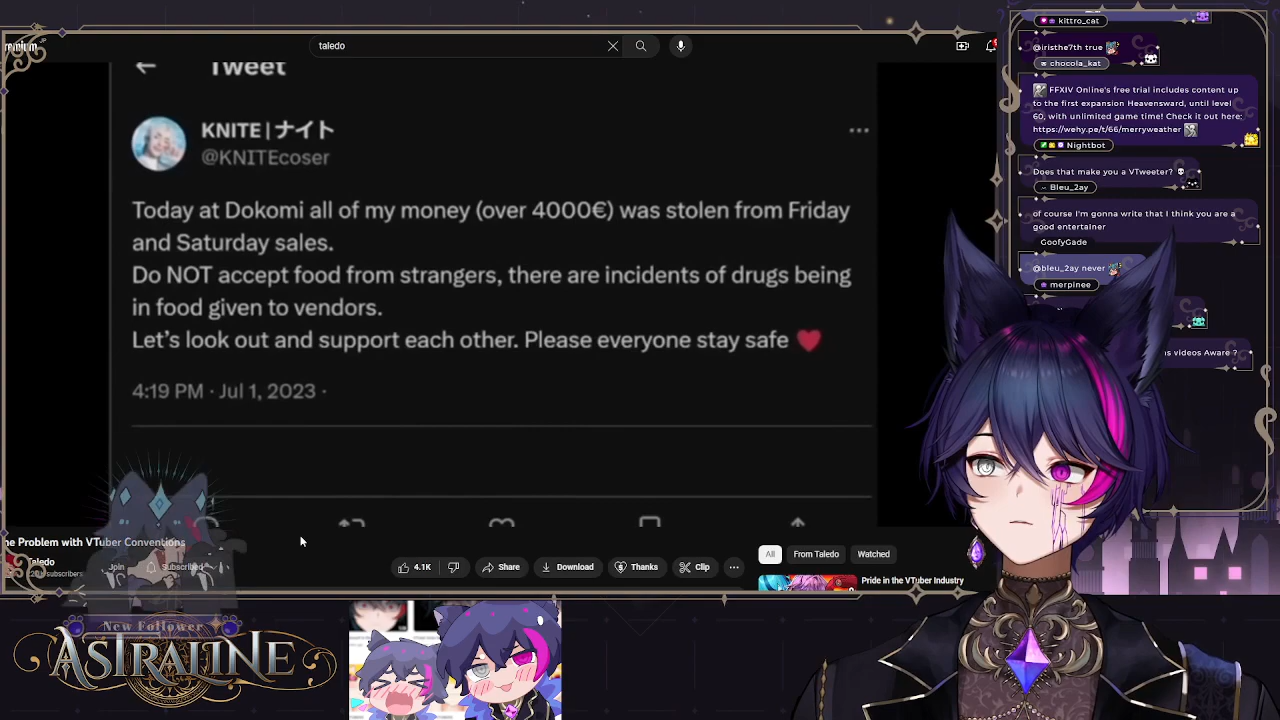 taledo
Tweet
KNITE | ナイト
@KNITEcoser
Today at Dokomi all of my money (over 4000€) was stolen from Friday
and Saturday sales.
Do NOT accept food from strangers, there are incidents of drugs being
in food given to vendors.
Let's look out and support each other. Please everyone stay safe ❤
4:19 PM · Jul 1, 2023 ·
he Problem with VTuber Conventions
Taledo
subscribers
Join
Subscribed
4.1K
Share
Download
Thanks
Clip
All
From Taledo
Watched
Pride in the VTuber Industry
New Follower
ASTRALINE
kittro_cat
@iristhe7th true
chocola_kat
FFXIV Online's free trial includes content up
to the first expansion Heavensward, until level
60, with unlimited game time! Check it out here:
https://wehy.pe/t/66/merryweather
Nightbot
Does that make you a VTweeter?
Bleu_2ay
of course I'm gonna write that I think you are a
good entertainer
GoofyGade
@bleu_2ay never
merpinee
videos Aware ?